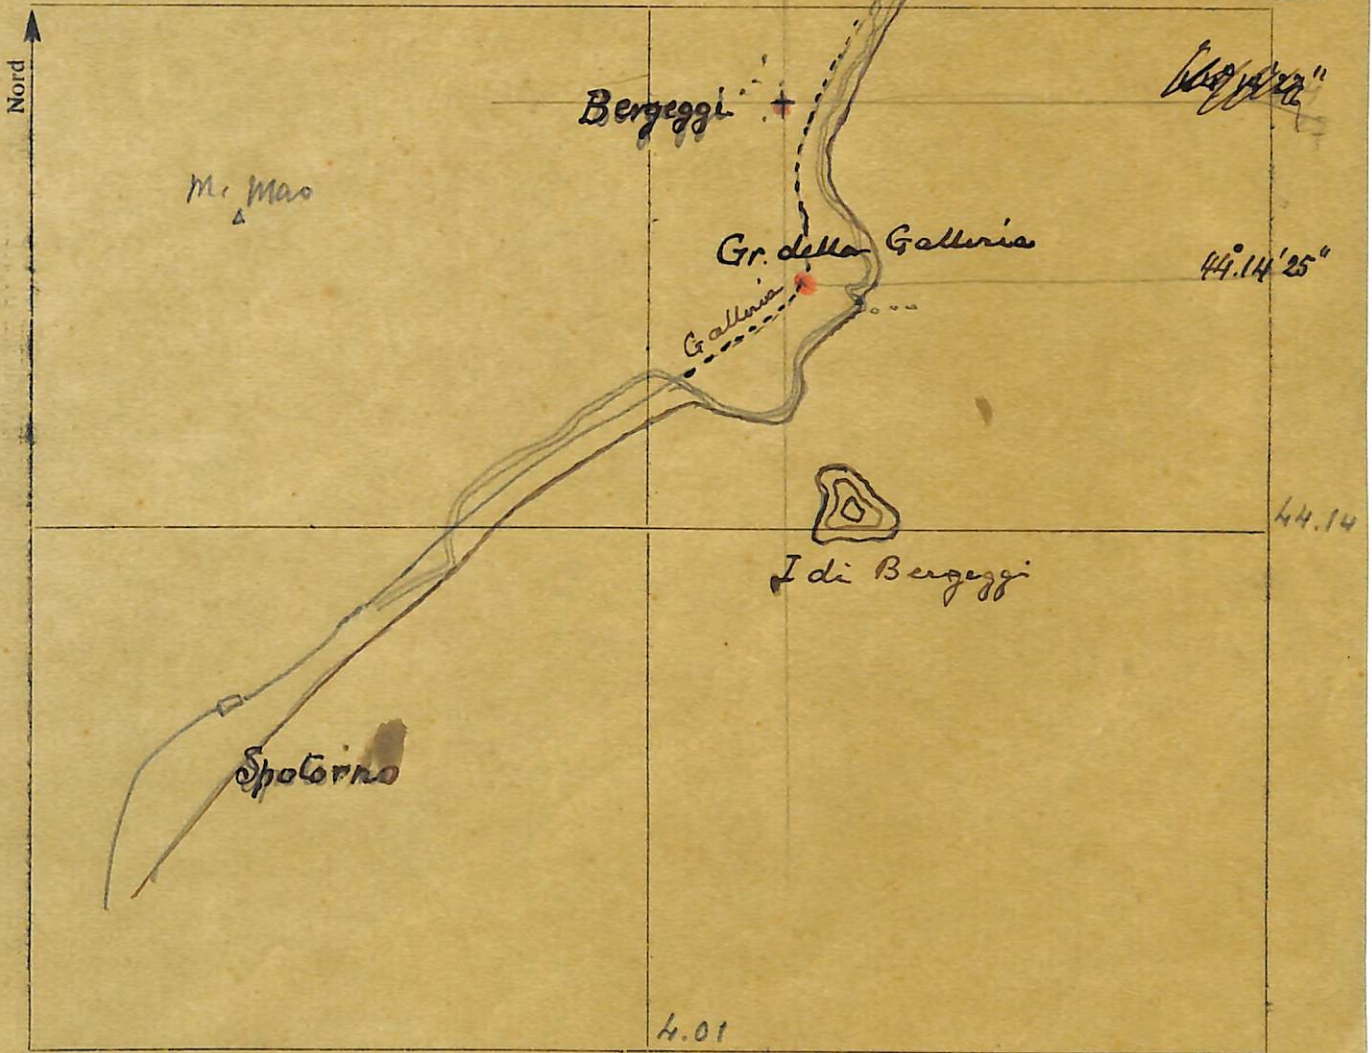 Nord
Bergeggi
M. Mao
Gr. della Galleria
44°.14'25"
Galleria
44.14
I di Bergeggi
Spotorno
4.01